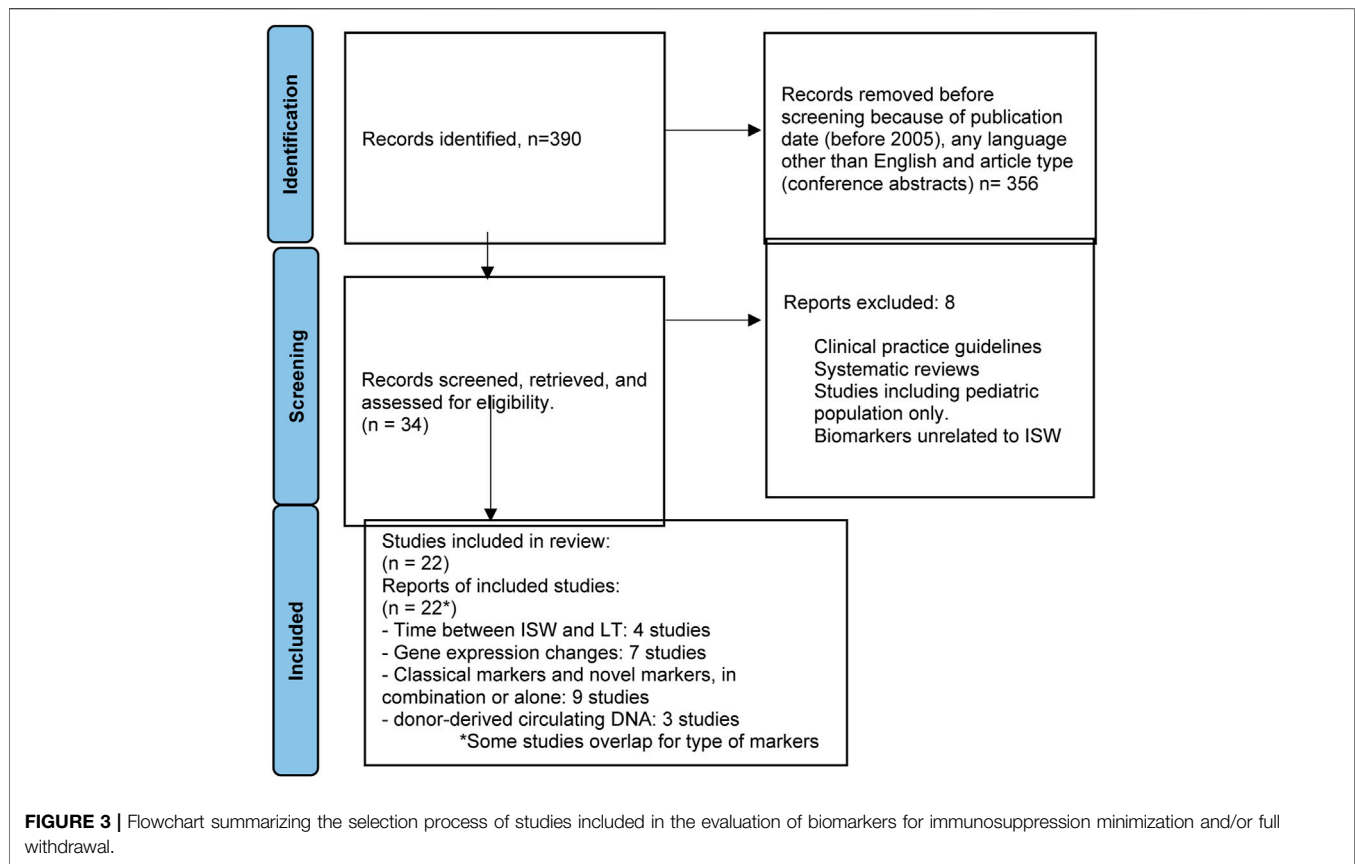 Identification
Records identified, n=390
Records removed before
screening because of publication
date (before 2005), any language
other than English and article type
(conference abstracts) n= 356
Screening
Records screened, retrieved, and
assessed for eligibility.
(n = 34)
Reports excluded: 8
Clinical practice guidelines
Systematic reviews
Studies including pediatric
population only.
Biomarkers unrelated to ISW
Included
Studies included in review:
(n = 22)
Reports of included studies:
(n = 22*)
- Time between ISW and LT: 4 studies
- Gene expression changes: 7 studies
- Classical markers and novel markers, in
combination or alone: 9 studies
- donor-derived circulating DNA: 3 studies
*Some studies overlap for type of markers
FIGURE 3 | Flowchart summarizing the selection process of studies included in the evaluation of biomarkers for immunosuppression minimization and/or full
withdrawal.